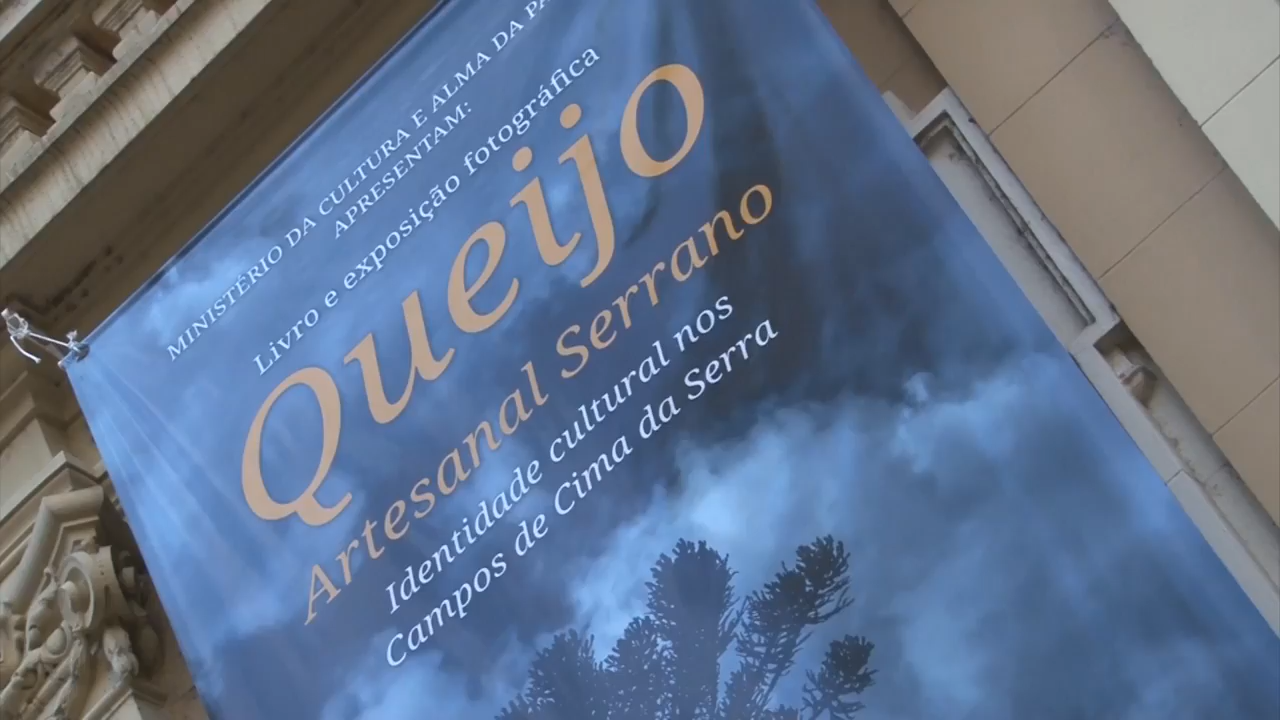 MINISTÉRIO DA CULTURA E ALMA DA
APRESENTAM:
Livro e exposição fotográfica
Queijo
Artesanal Serrano
Identidade cultural nos
Campos de Cima da Serra